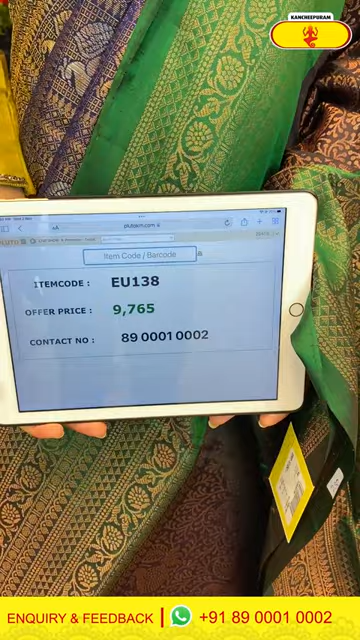 KANCHEEPURAM
AA
Item Code / Barcode
ITEMCODE : EU138
OFFER PRICE : 9,765
CONTACT NO : 89 0001 0002
ENQUIRY & FEEDBACK | +91 89 0001 0002